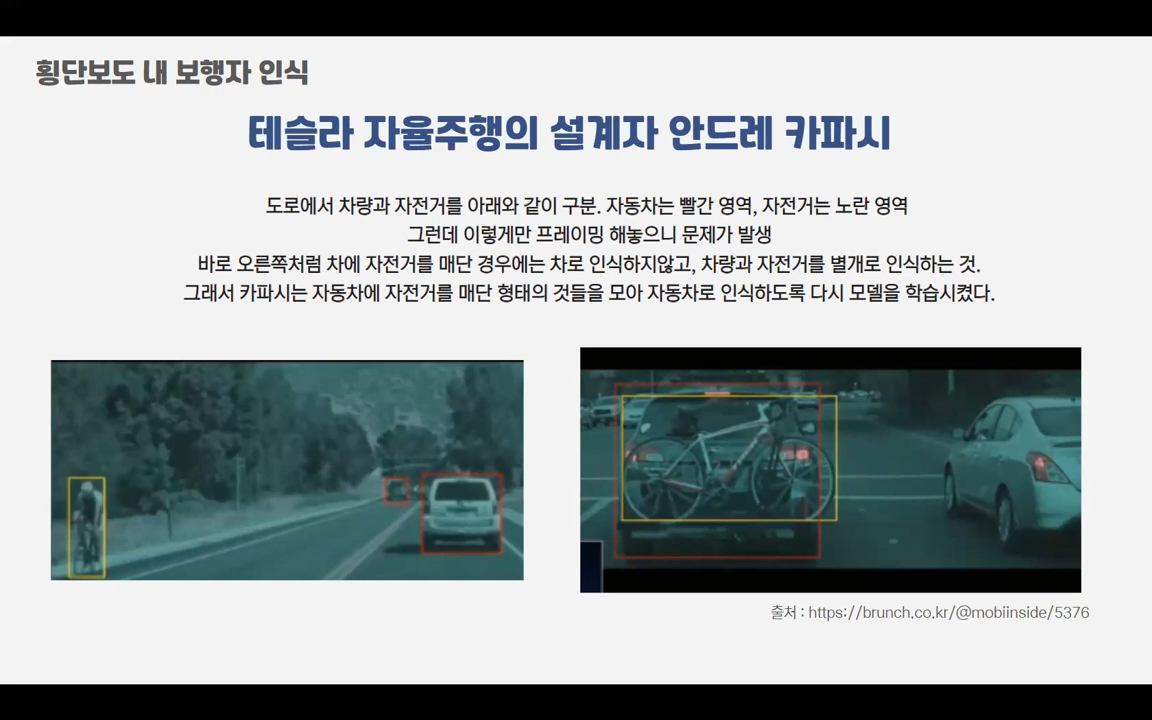 횡단보도 내 보행자 인식
테슬라 자율주행의 설계자 안드레 카파시
도로에서 차량과 자전거를 아래와 같이 구분. 자동차는 빨간 영역, 자전거는 노란 영역
그런데 이렇게만 프레이밍 해놓으니 문제가 발생
바로 오른쪽처럼 차에 자전거를 매단 경우에는 차로 인식하지않고, 차량과 자전거를 별개로 인식하는 것.
그래서 카파시는 자동차에 자전거를 매단 형태의 것들을 모아 자동차로 인식하도록 다시 모델을 학습시켰다.
출처 : https://brunch.co.kr/@mobiinside/5376